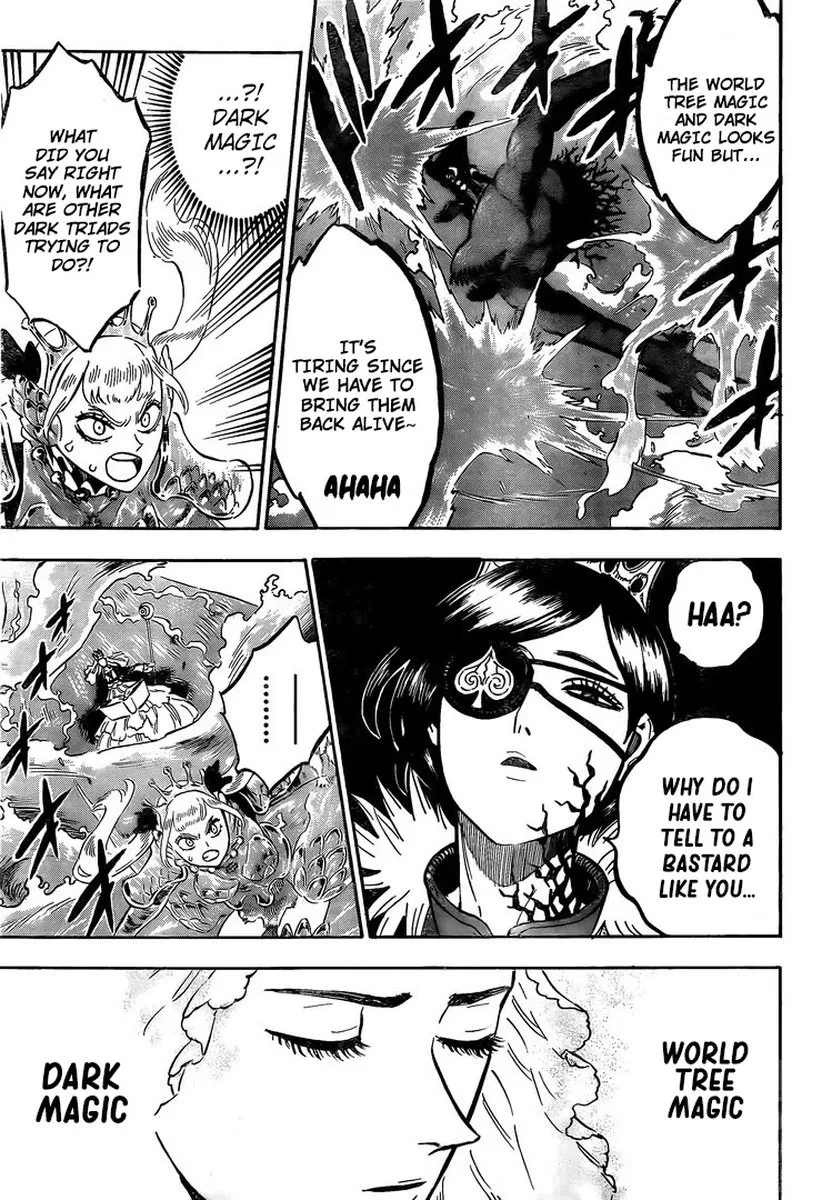 THE WORLD
TREE MAGIC
AND DARK
MAGIC LOOKS
FUN BUT...
IT'S
TIRING SINCE
WE HAVE TO
BRING THEM
BACK ALIVE~
AHAHA
...?!
DARK
MAGIC
...?!
WHAT
DID YOU
SAY RIGHT
NOW, WHAT
ARE OTHER
DARK TRIADS
TRYING TO
DO?!
HAA?
WHY DO I
HAVE TO
TELL TO A
BASTARD
LIKE YOU...
WORLD
TREE
MAGIC
DARK
MAGIC